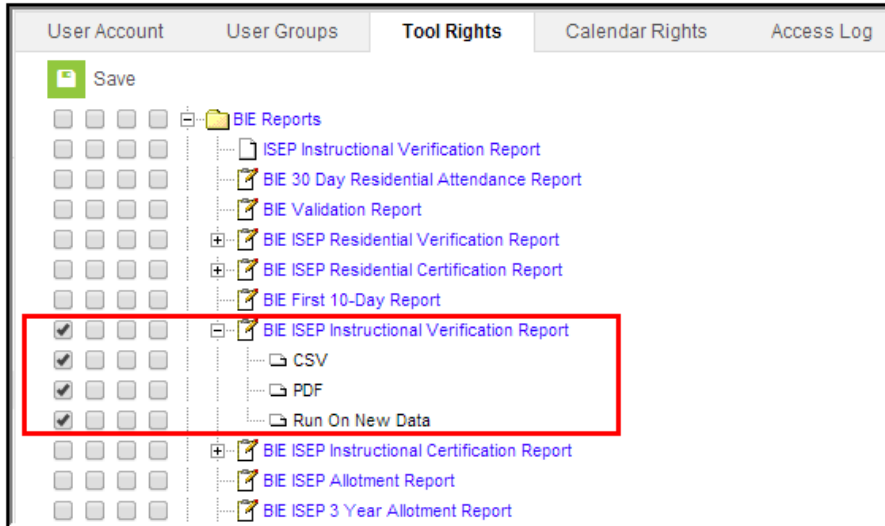 User Account User Groups Tool Rights Calendar Rights Access Log
Save
BIE Reports
ISEP Instructional Verification Report
BIE 30 Day Residential Attendance Report
BIE Validation Report
BIE ISEP Residential Verification Report
BIE ISEP Residential Certification Report
BIE First 10-Day Report
BIE ISEP Instructional Verification Report
CSV
PDF
Run On New Data
BIE ISEP Instructional Certification Report
BIE ISEP Allotment Report
BIE ISEP 3 Year Allotment Report